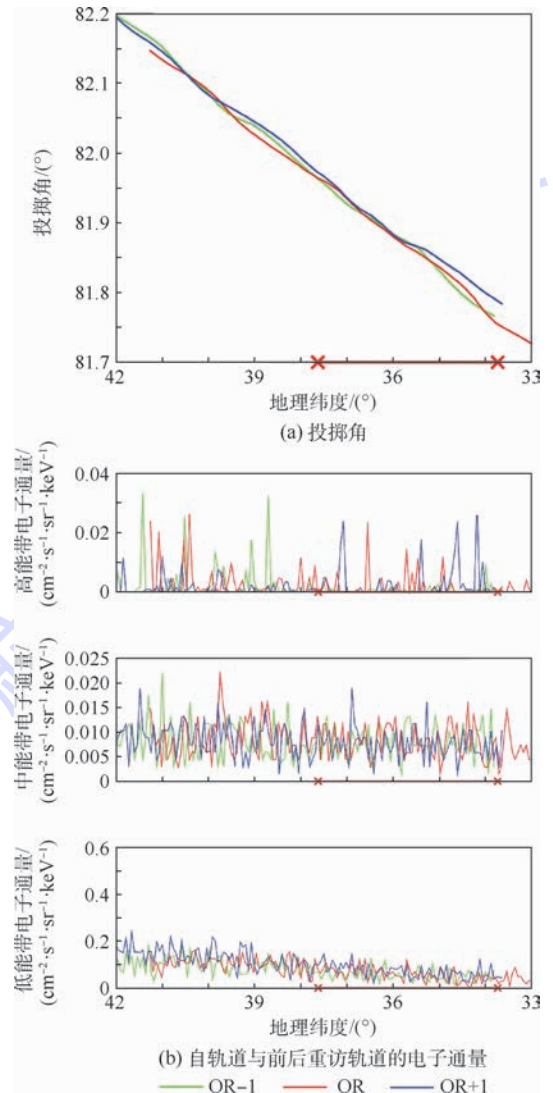 82.2
82.1
82.0
81.9
81.8
81.7
投掷角/(°)
42 39 36 33
地理纬度/(°)
(a) 投掷角
高能带电子通量/
(cm⁻²·s⁻¹·sr⁻¹·keV⁻¹)
0.04
0.02
0
中能带电子通量/
(cm⁻²·s⁻¹·sr⁻¹·keV⁻¹)
0.025
0.020
0.015
0.010
0.005
0
低能带电子通量/
(cm⁻²·s⁻¹·sr⁻¹·keV⁻¹)
0.6
0.4
0.2
0
42 39 36 33
地理纬度/(°)
(b) 自轨道与前后重访轨道的电子通量
OR-1 OR OR+1